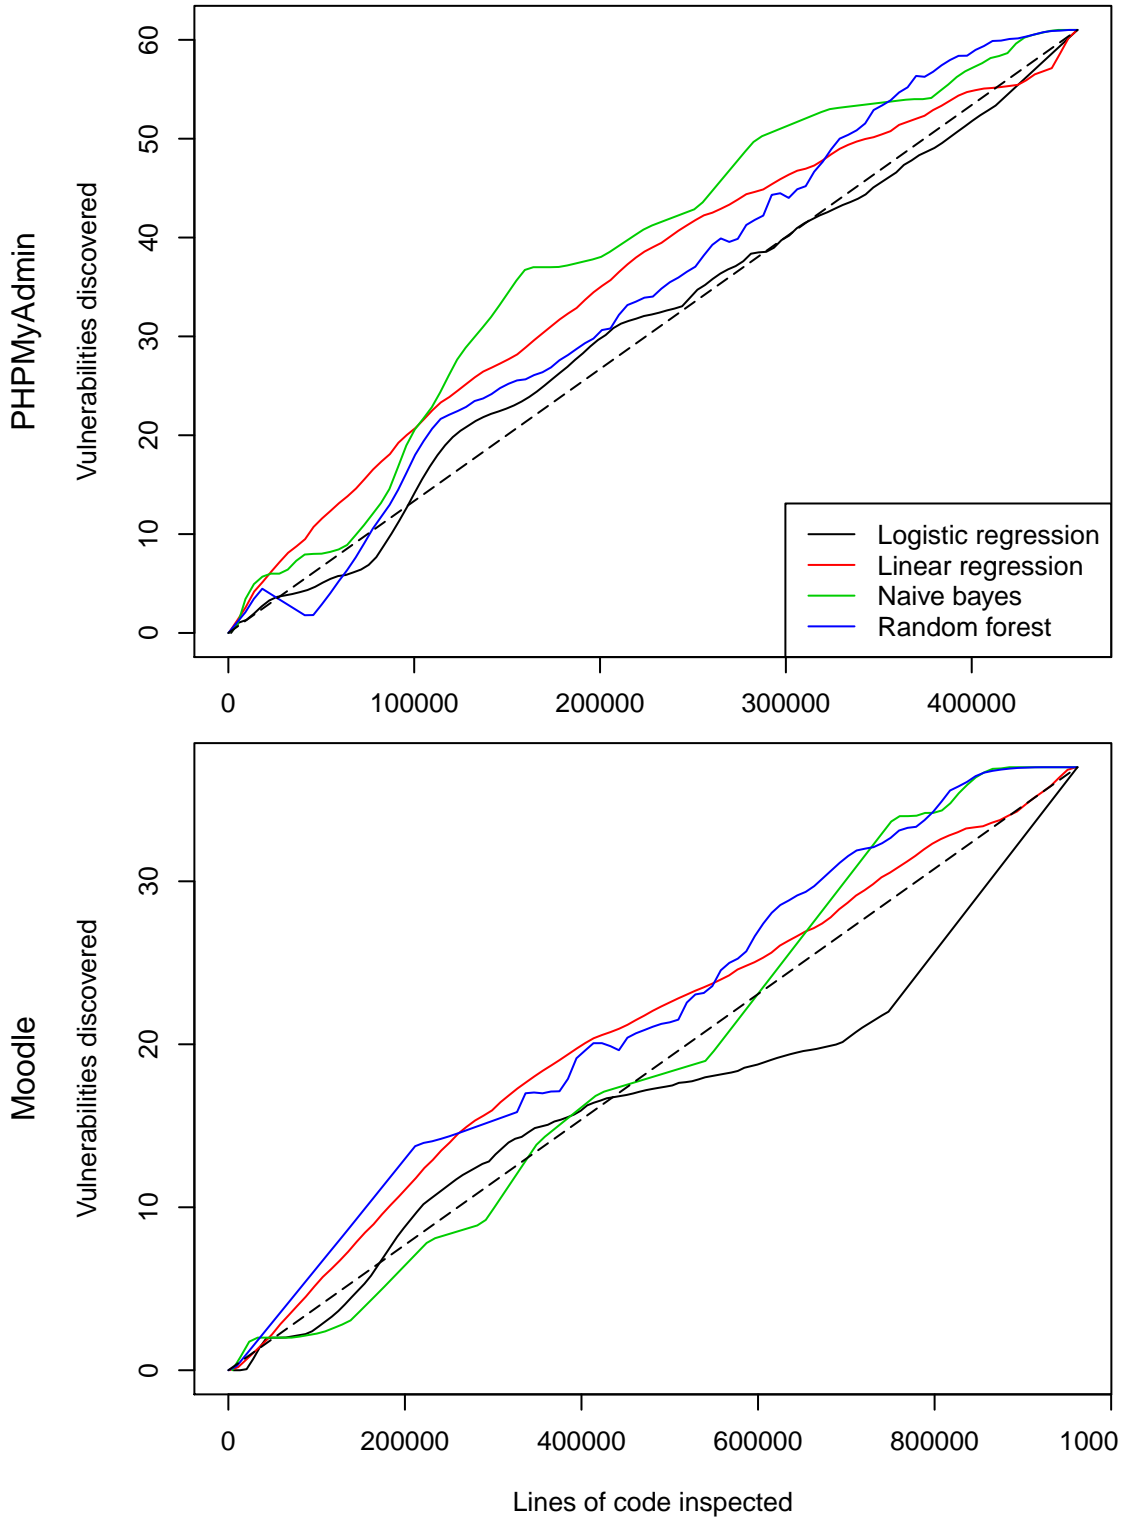 PHPMyAdmin
Vulnerabilities discovered
60
50
40
30
20
10
0
Logistic regression
Linear regression
Naive bayes
Random forest
0 100000 200000 300000 400000
Moodle
Vulnerabilities discovered
30
20
10
0
0 200000 400000 600000 800000 1000
Lines of code inspected